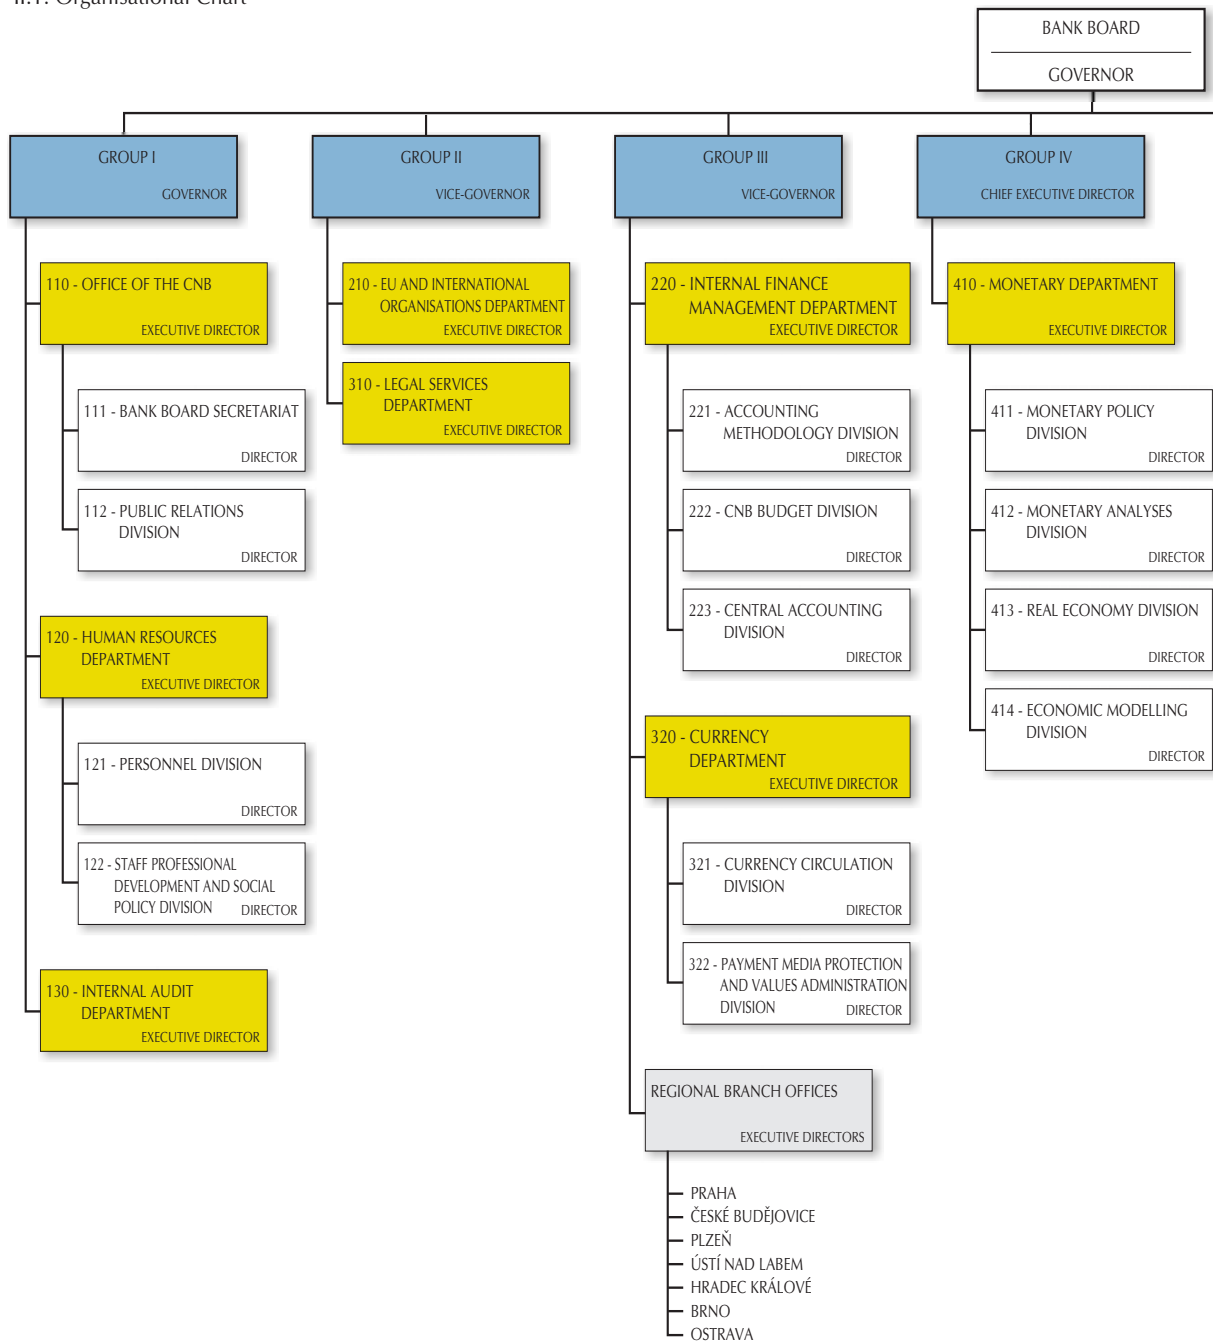 II.1. Organisational Chart
BANK BOARD
GOVERNOR
GROUP I
GOVERNOR
110 - OFFICE OF THE CNB
EXECUTIVE DIRECTOR
111 - BANK BOARD SECRETARIAT
DIRECTOR
112 - PUBLIC RELATIONS
DIVISION
DIRECTOR
120 - HUMAN RESOURCES
DEPARTMENT
EXECUTIVE DIRECTOR
121 - PERSONNEL DIVISION
DIRECTOR
122 - STAFF PROFESSIONAL
DEVELOPMENT AND SOCIAL
POLICY DIVISION DIRECTOR
130 - INTERNAL AUDIT
DEPARTMENT
EXECUTIVE DIRECTOR
GROUP II
VICE-GOVERNOR
210 - EU AND INTERNATIONAL
ORGANISATIONS DEPARTMENT
EXECUTIVE DIRECTOR
310 - LEGAL SERVICES
DEPARTMENT
EXECUTIVE DIRECTOR
GROUP III
VICE-GOVERNOR
220 - INTERNAL FINANCE
MANAGEMENT DEPARTMENT
EXECUTIVE DIRECTOR
221 - ACCOUNTING
METHODOLOGY DIVISION
DIRECTOR
222 - CNB BUDGET DIVISION
DIRECTOR
223 - CENTRAL ACCOUNTING
DIVISION
DIRECTOR
320 - CURRENCY
DEPARTMENT
EXECUTIVE DIRECTOR
321 - CURRENCY CIRCULATION
DIVISION
DIRECTOR
322 - PAYMENT MEDIA PROTECTION
AND VALUES ADMINISTRATION
DIVISION DIRECTOR
REGIONAL BRANCH OFFICES
EXECUTIVE DIRECTORS
PRAHA
ČESKÉ BUDĚJOVICE
PLZEŇ
ÚSTÍ NAD LABEM
HRADEC KRÁLOVÉ
BRNO
OSTRAVA
GROUP IV
CHIEF EXECUTIVE DIRECTOR
410 - MONETARY DEPARTMENT
EXECUTIVE DIRECTOR
411 - MONETARY POLICY
DIVISION
DIRECTOR
412 - MONETARY ANALYSES
DIVISION
DIRECTOR
413 - REAL ECONOMY DIVISION
DIRECTOR
414 - ECONOMIC MODELLING
DIVISION
DIRECTOR